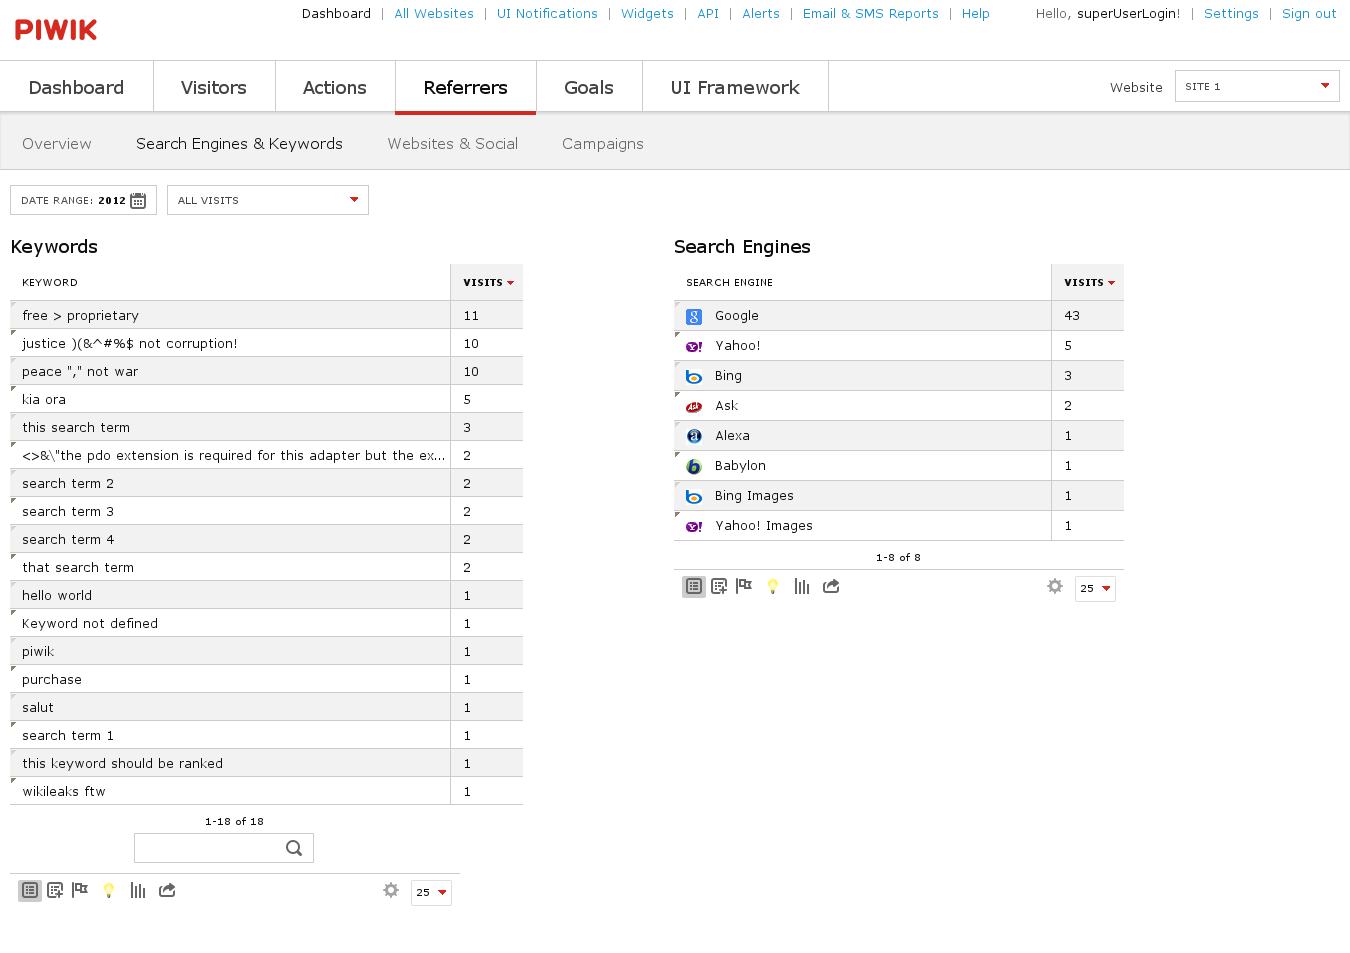 PIWIK
Dashboard | All Websites | UI Notifications | Widgets | API | Alerts | Email & SMS Reports | Help
Hello, superUserLogin! | Settings | Sign out
Dashboard Visitors Actions Referrers Goals UI Framework
Website SITE 1
Overview Search Engines & Keywords Websites & Social Campaigns
DATE RANGE: 2012 ALL VISITS
Keywords
KEYWORD VISITS
free > proprietary 11
justice )(&^#%$ not corruption! 10
peace "," not war 10
kia ora 5
this search term 3
<>&\"the pdo extension is required for this adapter but the ex... 2
search term 2 2
search term 3 2
search term 4 2
that search term 2
hello world 1
Keyword not defined 1
piwik 1
purchase 1
salut 1
search term 1 1
this keyword should be ranked 1
wikileaks ftw 1
1-18 of 18
25
Search Engines
SEARCH ENGINE VISITS
Google 43
Yahoo! 5
Bing 3
Ask 2
Alexa 1
Babylon 1
Bing Images 1
Yahoo! Images 1
1-8 of 8
25